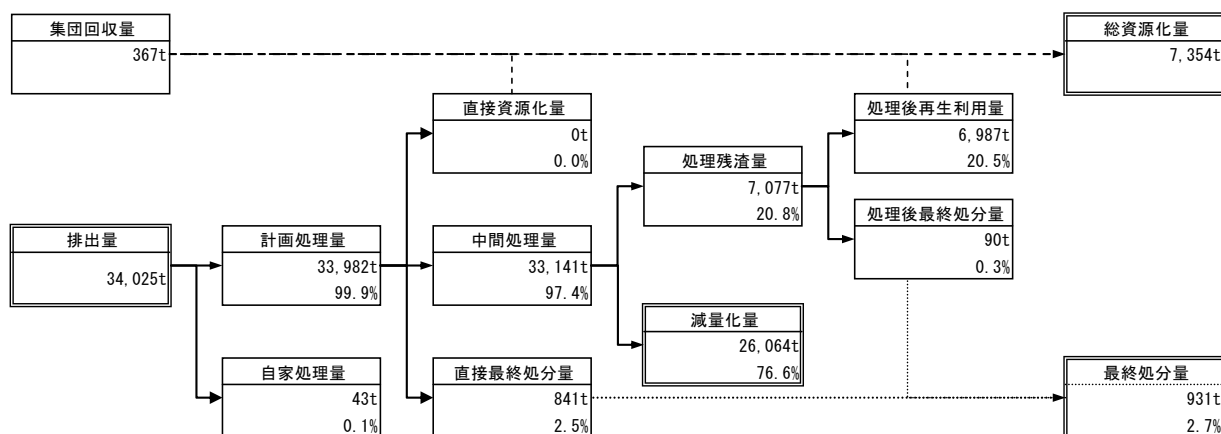 集団回収量
367t
総資源化量
7,354t
直接資源化量
0t
0.0%
処理後再生利用量
6,987t
20.5%
処理残渣量
7,077t
20.8%
処理後最終処分量
90t
0.3%
排出量
34,025t
計画処理量
33,982t
99.9%
中間処理量
33,141t
97.4%
減量化量
26,064t
76.6%
自家処理量
43t
0.1%
直接最終処分量
841t
2.5%
最終処分量
931t
2.7%